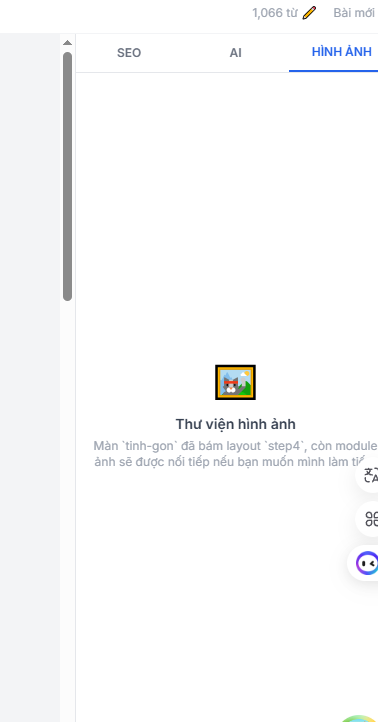 1,066 từ Bài mới
SEO AI HÌNH ẢNH
Thư viện hình ảnh
Màn `tinh-gon` đã bám layout `step4`, còn module
ảnh sẽ được nối tiếp nếu bạn muốn mình làm